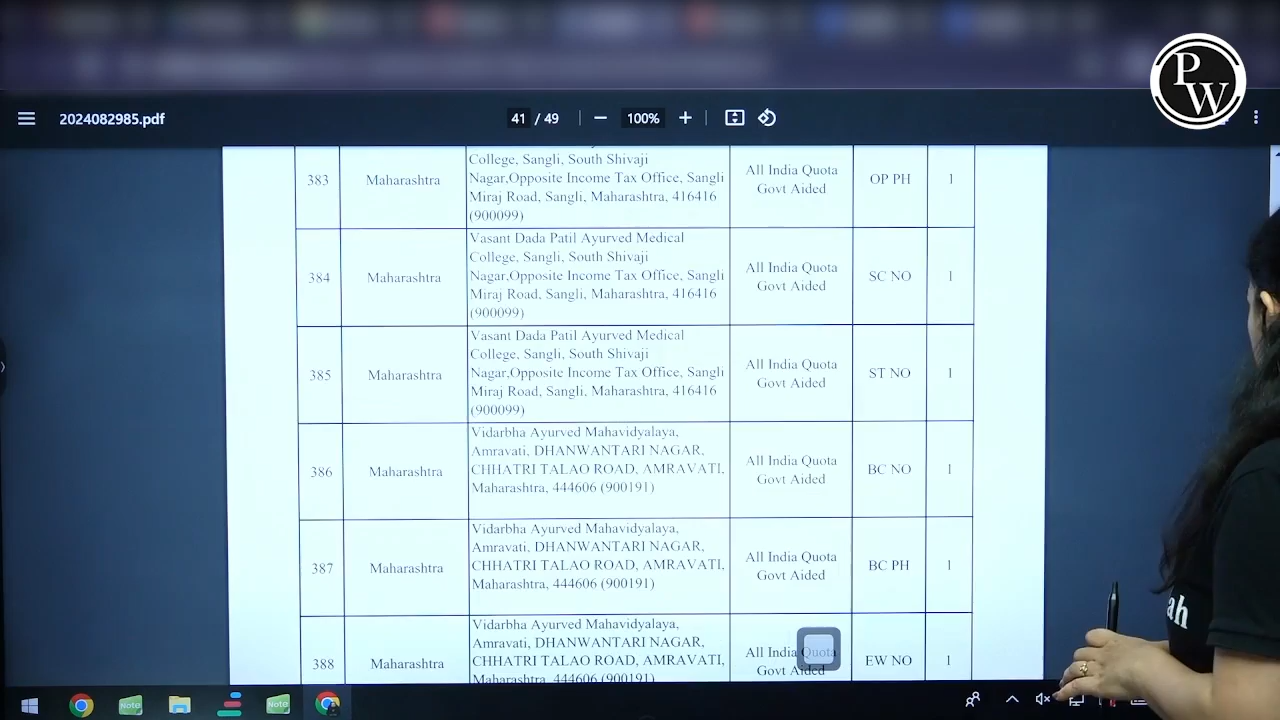 PW
2024082985.pdf
41 / 49
100%
383
Maharashtra
College, Sangli, South Shivaji
Nagar,Opposite Income Tax Office, Sangli
Miraj Road, Sangli, Maharashtra, 416416
(900099)
All India Quota
Govt Aided
OP PH
1
384
Maharashtra
Vasant Dada Patil Ayurved Medical
College, Sangli, South Shivaji
Nagar,Opposite Income Tax Office, Sangli
Miraj Road, Sangli, Maharashtra, 416416
(900099)
All India Quota
Govt Aided
SC NO
1
385
Maharashtra
Vasant Dada Patil Ayurved Medical
College, Sangli, South Shivaji
Nagar,Opposite Income Tax Office, Sangli
Miraj Road, Sangli, Maharashtra, 416416
(900099)
All India Quota
Govt Aided
ST NO
1
386
Maharashtra
Vidarbha Ayurved Mahavidyalaya,
Amravati, DHANWANTARI NAGAR,
CHHATRI TALAO ROAD, AMRAVATI,
Maharashtra, 444606 (900191)
All India Quota
Govt Aided
BC NO
1
387
Maharashtra
Vidarbha Ayurved Mahavidyalaya,
Amravati, DHANWANTARI NAGAR,
CHHATRI TALAO ROAD, AMRAVATI,
Maharashtra, 444606 (900191)
All India Quota
Govt Aided
BC PH
1
388
Maharashtra
Vidarbha Ayurved Mahavidyalaya,
Amravati, DHANWANTARI NAGAR,
CHHATRI TALAO ROAD, AMRAVATI,
Maharashtra, 444606 (900191)
All India Quota
Govt Aided
EW NO
1
ah
Note
Note